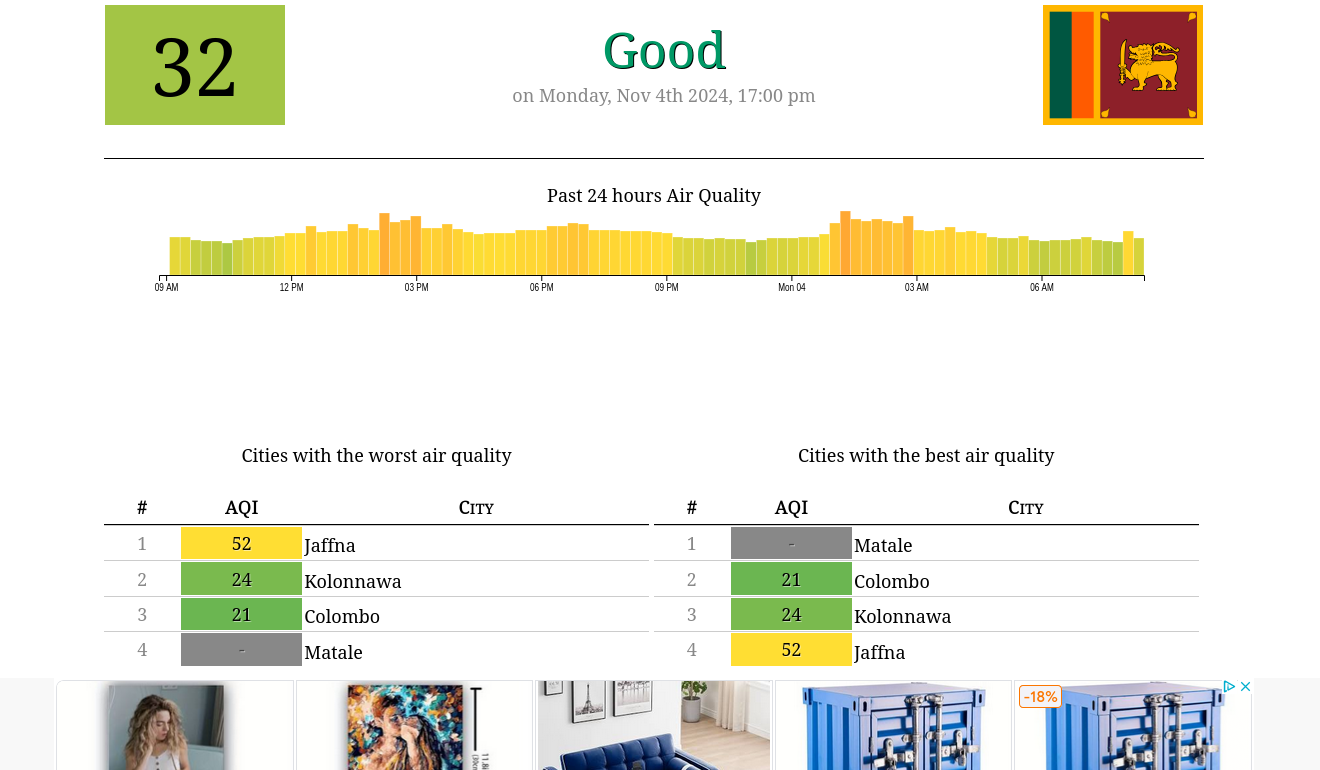 32
Good
on Monday, Nov 4th 2024, 17:00 pm
Past 24 hours Air Quality
09 AM 12 PM 03 PM 06 PM 09 PM Mon 04 03 AM 06 AM
Cities with the worst air quality
# AQI City
1 52 Jaffna
2 24 Kolonnawa
3 21 Colombo
4 - Matale
Cities with the best air quality
# AQI City
1 - Matale
2 21 Colombo
3 24 Kolonnawa
4 52 Jaffna
-18%